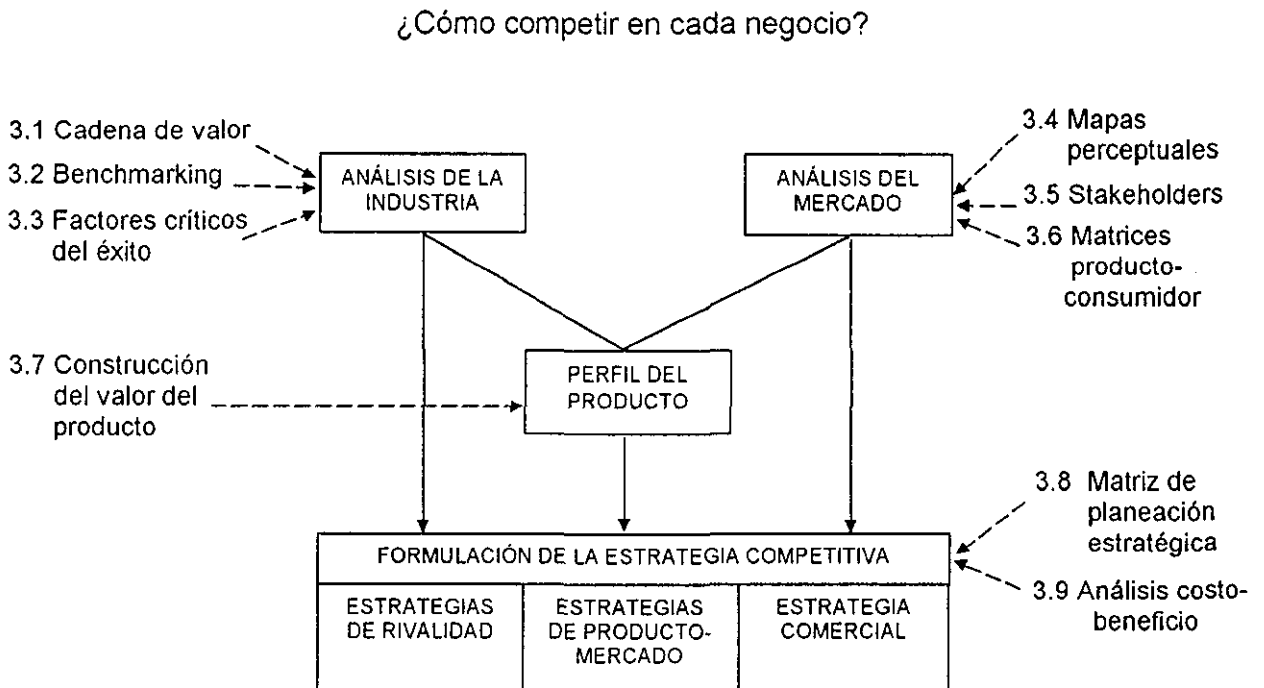 ¿Cómo competir en cada negocio?
3.1 Cadena de valor
3.2 Benchmarking
3.3 Factores críticos
del éxito
ANÁLISIS DE LA
INDUSTRIA
ANÁLISIS DEL
MERCADO
3.4 Mapas
perceptuales
3.5 Stakeholders
3.6 Matrices
producto-
consumidor
3.7 Construcción
del valor del
producto
PERFIL DEL
PRODUCTO
3.8 Matriz de
planeación
estratégica
3.9 Análisis costo-
beneficio
FORMULACIÓN DE LA ESTRATEGIA COMPETITIVA
ESTRATEGIAS
DE RIVALIDAD
ESTRATEGIAS
DE PRODUCTO-
MERCADO
ESTRATEGIA
COMERCIAL